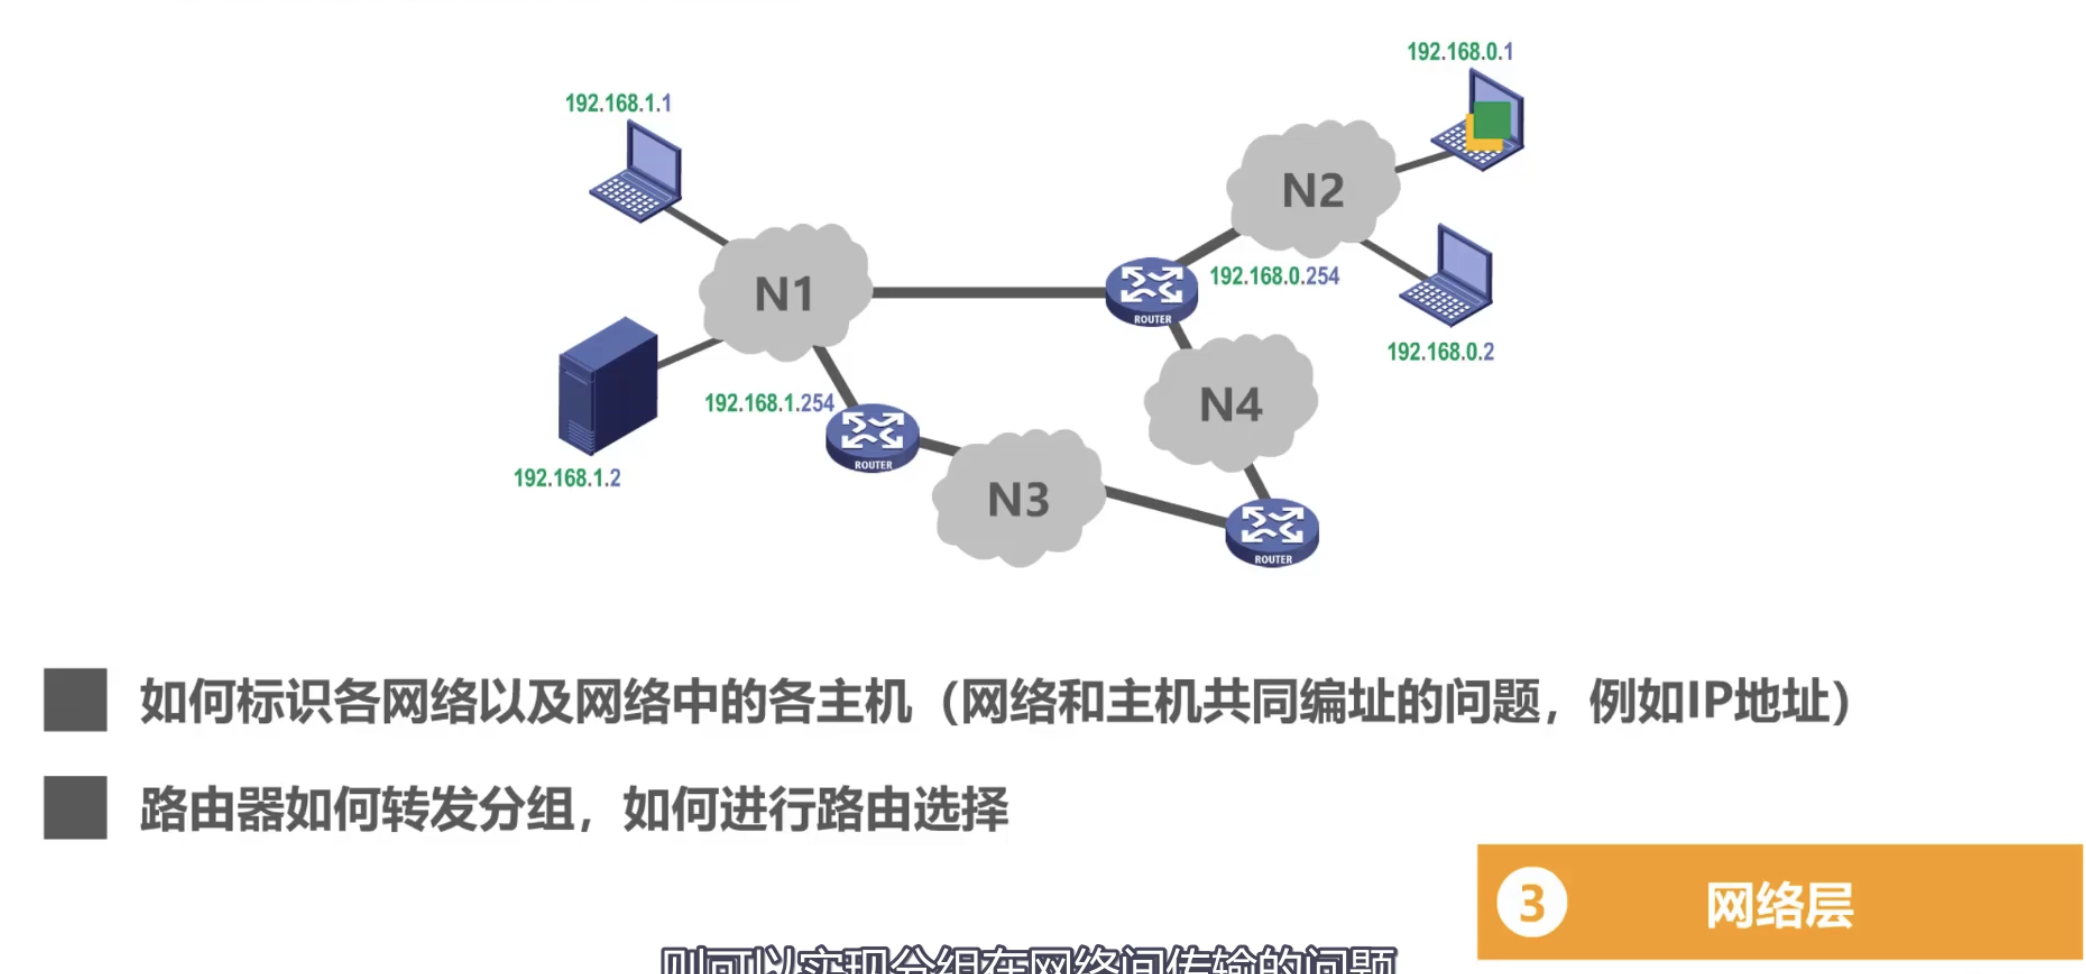 192.168.0.1
192.168.1.1
N2
N1
192.168.0.254
ROUTER
192.168.0.2
N4
192.168.1.254
ROUTER
192.168.1.2
N3
ROUTER
如何标识各网络以及网络中的各主机（网络和主机共同编址的问题，例如IP地址）
路由器如何转发分组，如何进行路由选择
3 网络层
则可以实现分组在网络间传输的问题